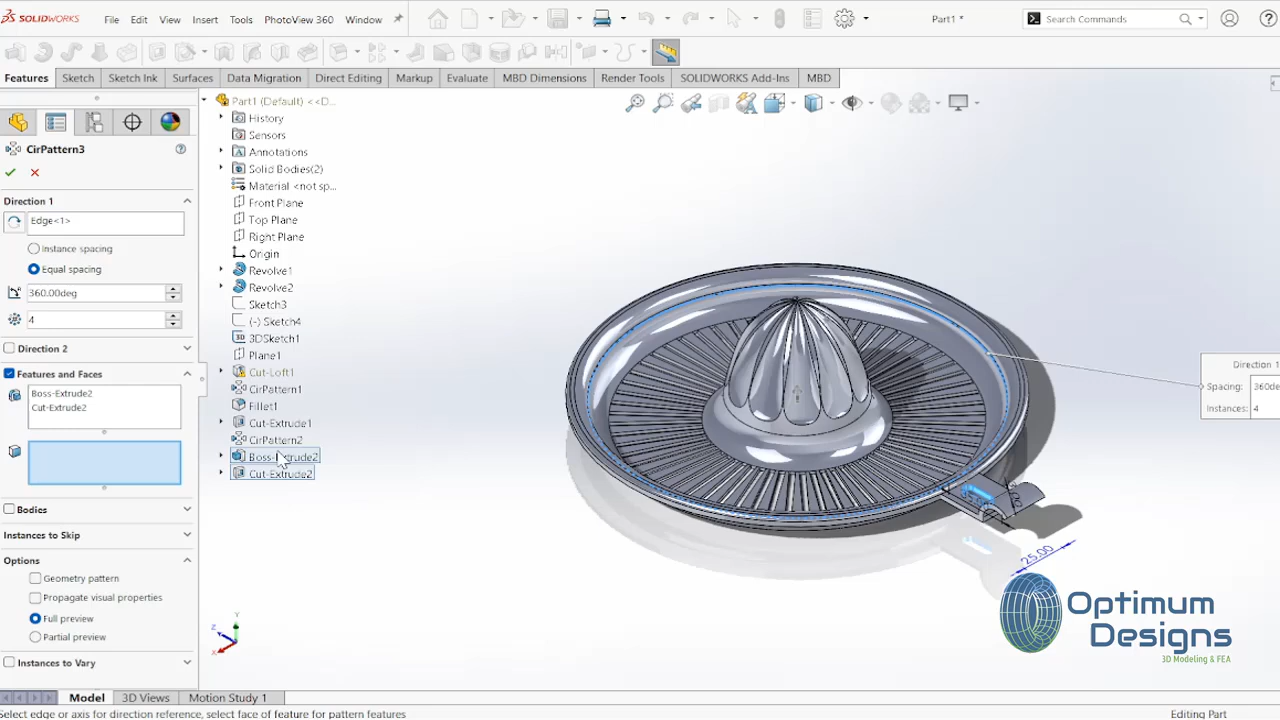 SOLIDWORKS File Edit View Insert Tools PhotoView 360 Window Part1 * Search Commands
Features Sketch Sketch Ink Surfaces Data Migration Direct Editing Markup Evaluate MBD Dimensions Render Tools SOLIDWORKS Add-Ins MBD
CirPattern3
Direction 1
Edge<1>
Instance spacing
Equal spacing
360.00deg
4
Direction 2
Features and Faces
Boss-Extrude2
Cut-Extrude2
Bodies
Instances to Skip
Options
Geometry pattern
Propagate visual properties
Full preview
Partial preview
Instances to Vary
Part1 (Default) <<D...
History
Sensors
Annotations
Solid Bodies(2)
Material <not sp...
Front Plane
Top Plane
Right Plane
Origin
Revolve1
Revolve2
Sketch3
(-) Sketch4
3DSketch1
Plane1
Cut-Loft1
CirPattern1
Fillet1
Cut-Extrude1
CirPattern2
Boss-Extrude2
Cut-Extrude2
Direction 1
Spacing: 360de
Instances: 4
25.00
Optimum
Designs
3D Modeling & FEA
Y
Z
X
Model 3D Views Motion Study 1
Select edge or axis for direction reference, select face of feature for pattern features Editing Part